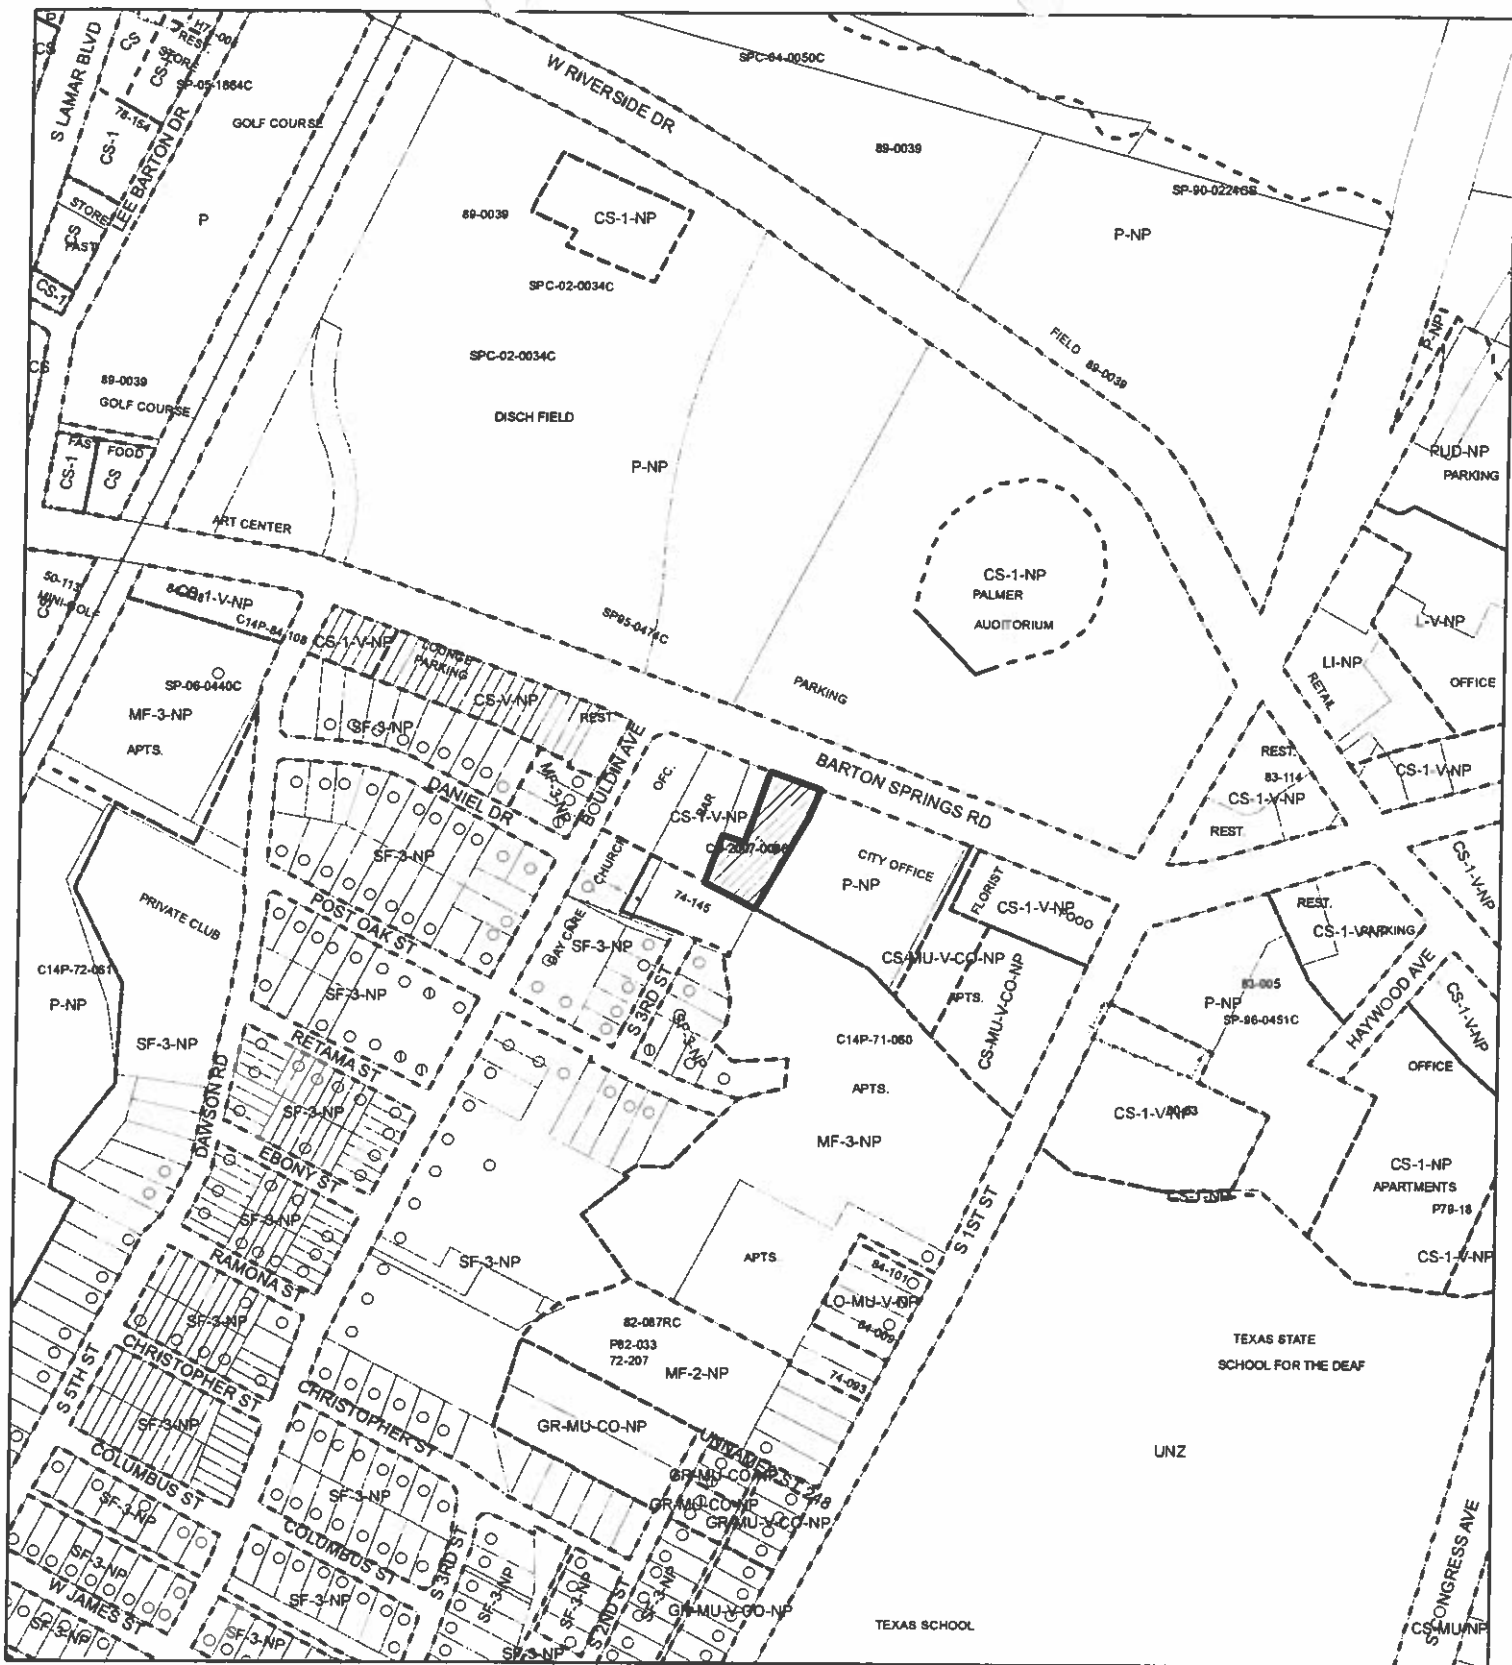 P
CS
CS
H7
REST.
STORE
CS-1
S LAMAR BLVD
SP-05-1864C
78-154
CS-1
LEE BARTON DR
GOLF COURSE
W RIVERSIDE DR
SPC-84-0050C
89-0039
SP-90-0224CS
P
STORE
CS
FAST
CS-1
89-0039
CS-1-NP
P-NP
SPC-02-0034C
SPC-02-0034C
FIELD
89-0039
P-NP
CS
89-0039
GOLF COURSE
DISCH FIELD
P-NP
FAST
FOOD
CS-1
CS
PUD-NP
PARKING
ART CENTER
CS-1-NP
PALMER
AUDITORIUM
50-113
MINI-GOLF
CS
CS-1-V-NP
C14P-84-108
CS-1-V-NP
LOUNGE
PARKING
SP95-0474C
L-V-NP
LI-NP
RETAIL
OFFICE
SP-06-0440C
MF-3-NP
APTS.
CS-V-NP
PARKING
SF-3-NP
REST.
MF-3-NP
BOULDIN AVE
OFC.
BARTON SPRINGS RD
REST.
83-114
CS-1-V-NP
REST.
CS-1-V-NP
DANIEL DR
BAR
CS-1-V-NP
SF-3-NP
CHURCH
CITY OFFICE
P-NP
FLORIST
CS-1-V-NP
FOOD
CS-1-V-NP
PRIVATE CLUB
POST OAK ST
74-145
REST.
PARKING
DAY CARE
SF-3-NP
CS-MU-V-CO-NP
APTS.
CS-MU-V-CO-NP
HAYWOOD AVE
CS-1-V-NP
C14P-72-061
P-NP
SF-3-NP
S 3RD ST
83-005
P-NP
SP-96-0451C
SF-3-NP
RETAMA ST
C14P-71-060
APTS.
OFFICE
DAWSON RD
SF-3-NP
MF-3-NP
EBONY ST
CS-1-NP
APARTMENTS
P79-18
SF-3-NP
RAMONA ST
SF-3-NP
APTS.
S 1ST ST
CS-1-V-NP
84-101
LO-MU-V-NP
84-009
SF-3-NP
82-087RC
P82-033
72-207
MF-2-NP
74-093
TEXAS STATE
SCHOOL FOR THE DEAF
S 5TH ST
CHRISTOPHER ST
CHRISTOPHER ST
SF-3-NP
GR-MU-CO-NP
UNNAMED ST 248
UNZ
COLUMBUS ST
SF-3-NP
GR-MU-CO-NP
GR-MU-CO-NP
GR-MU-V-CO-NP
SF-3-NP
COLUMBUS ST
S 3RD ST
SF-3-NP
W JAMES ST
SF-3-NP
SF-3-NP
SF-3-NP
S 2ND ST
SF-3-NP
GR-MU-V-CO-NP
TEXAS SCHOOL
S CONGRESS AVE
CS-MU-NP
SF-3-NP
SF-3-NP
SF-3-NP